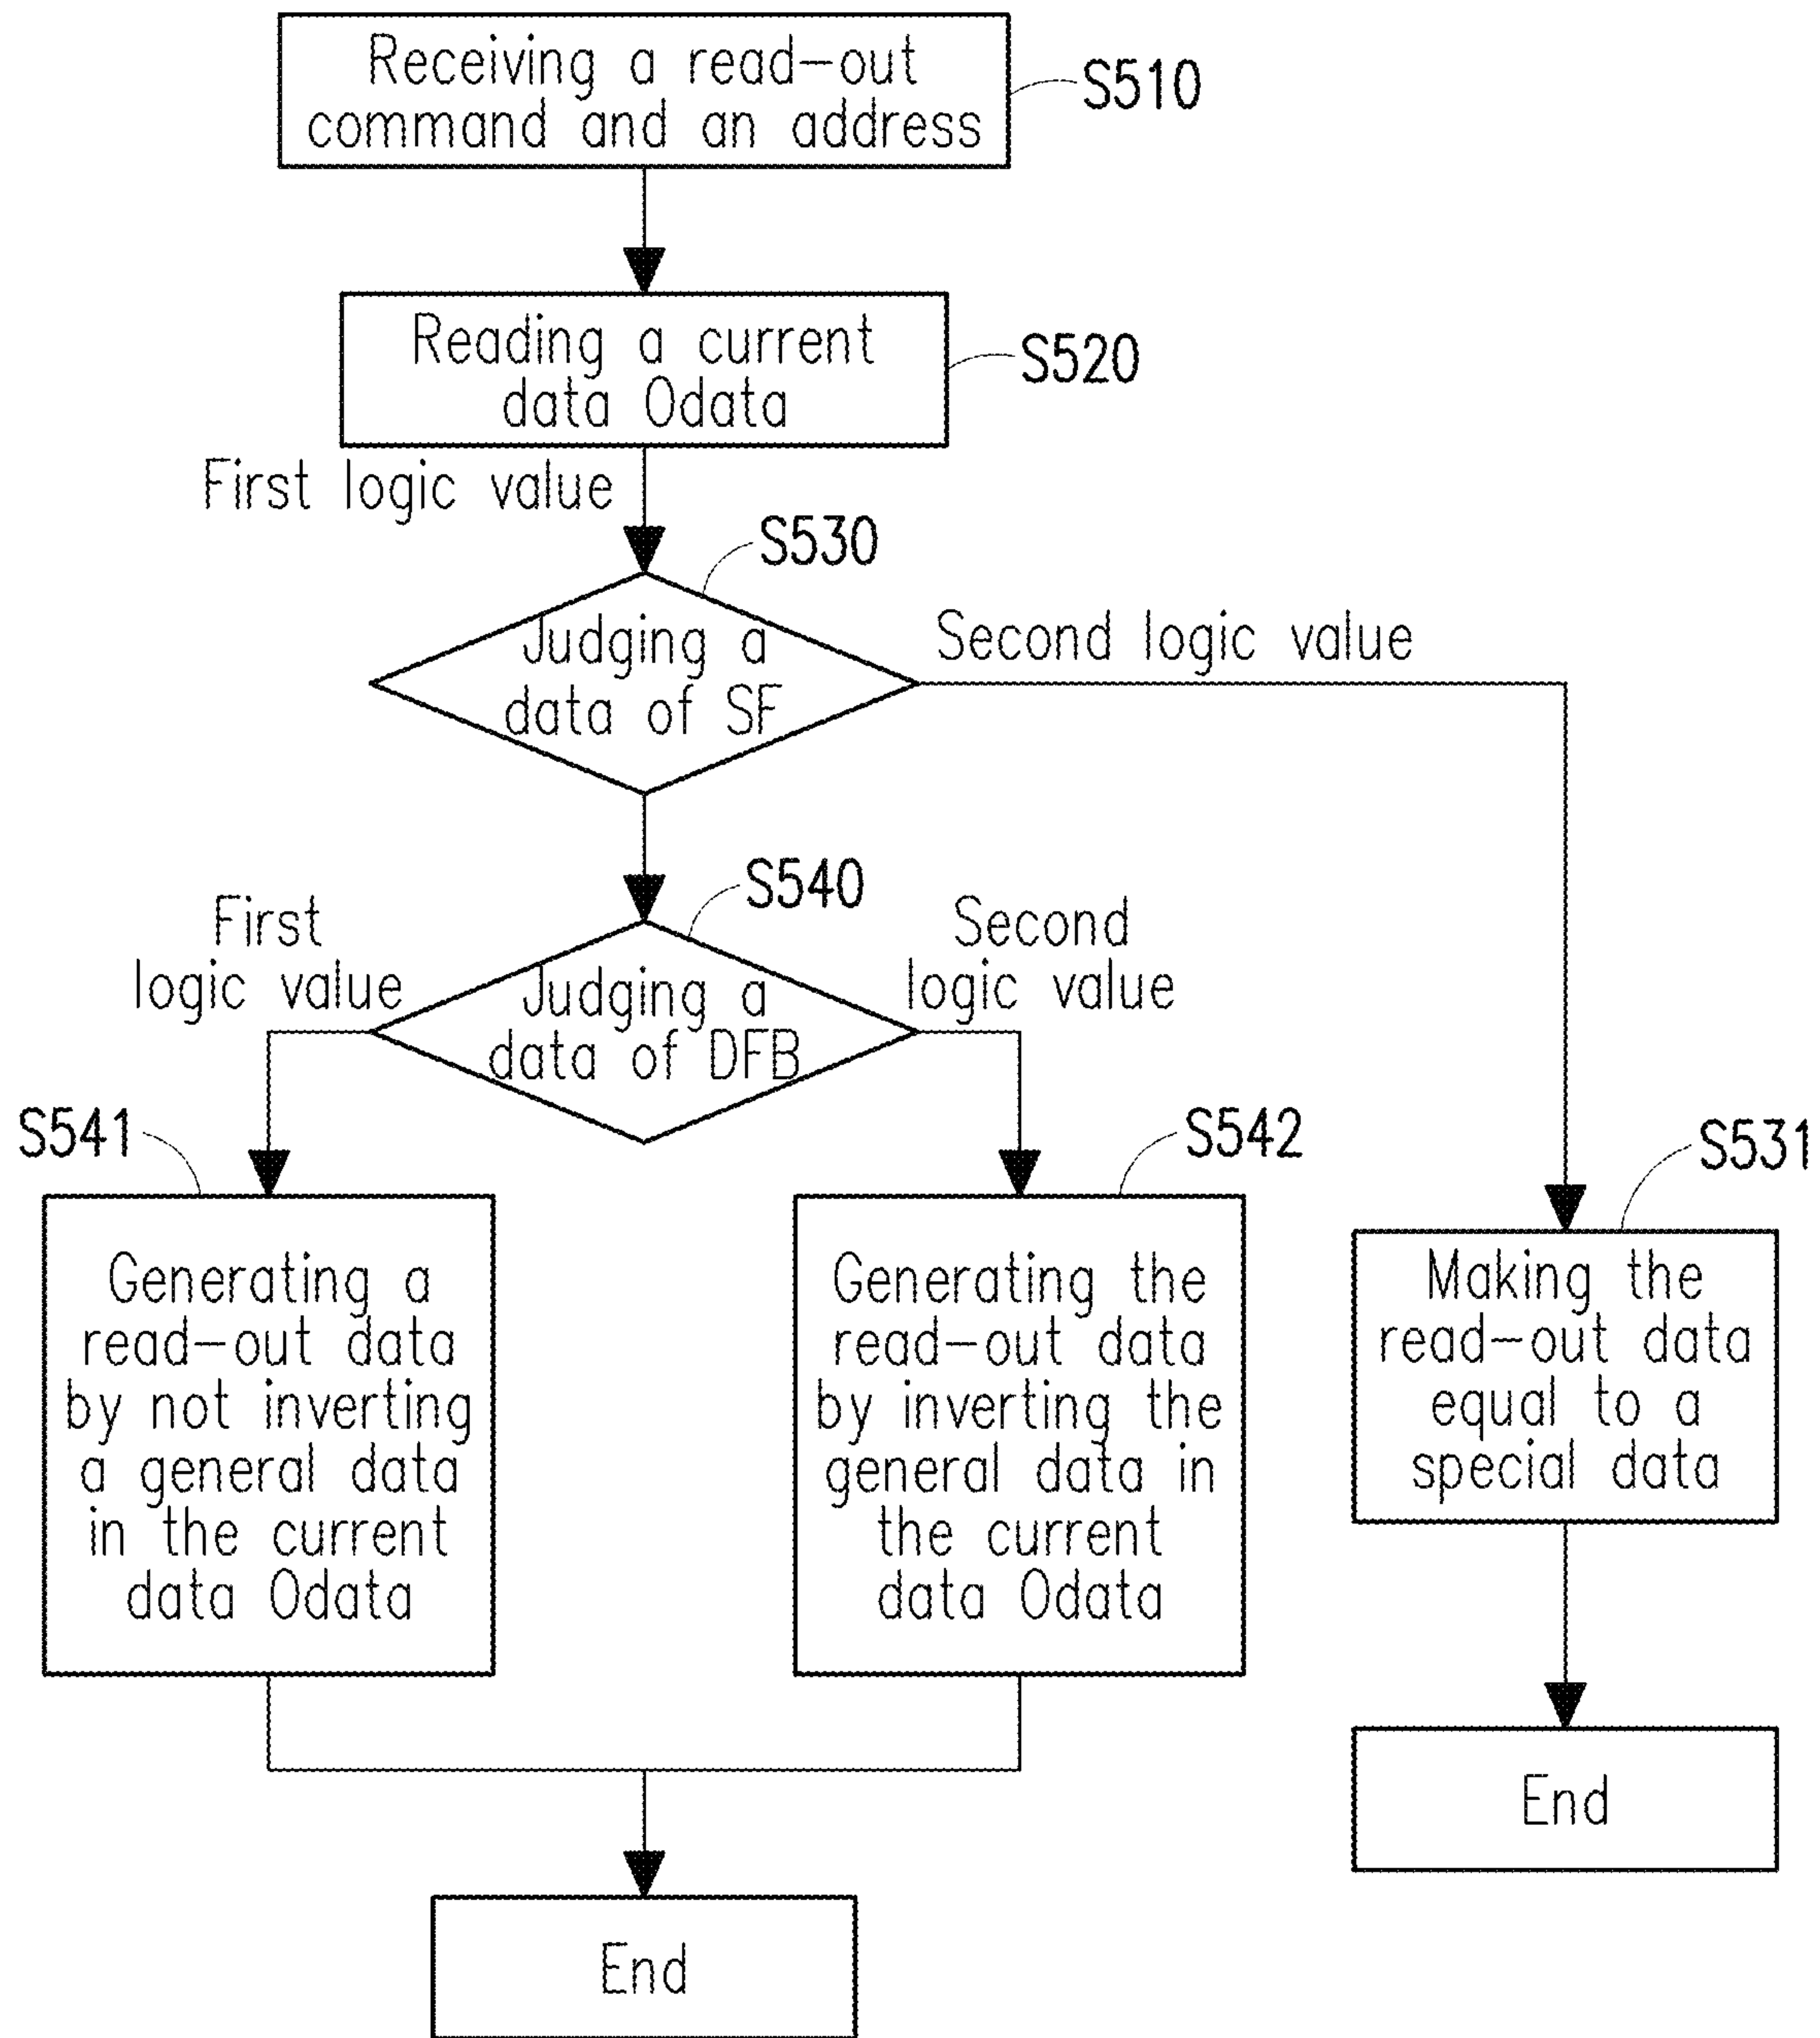 Receiving a read-out
command and an address
S510
Reading a current
data Odata
S520
First logic value
S530
Judging a
data of SF
Second logic value
S540
First
logic value
Judging a
data of DFB
Second
logic value
S541
Generating a
read-out data
by not inverting
a general data
in the current
data Odata
S542
Generating the
read-out data
by inverting the
general data in
the current
data Odata
S531
Making the
read-out data
equal to a
special data
End
End